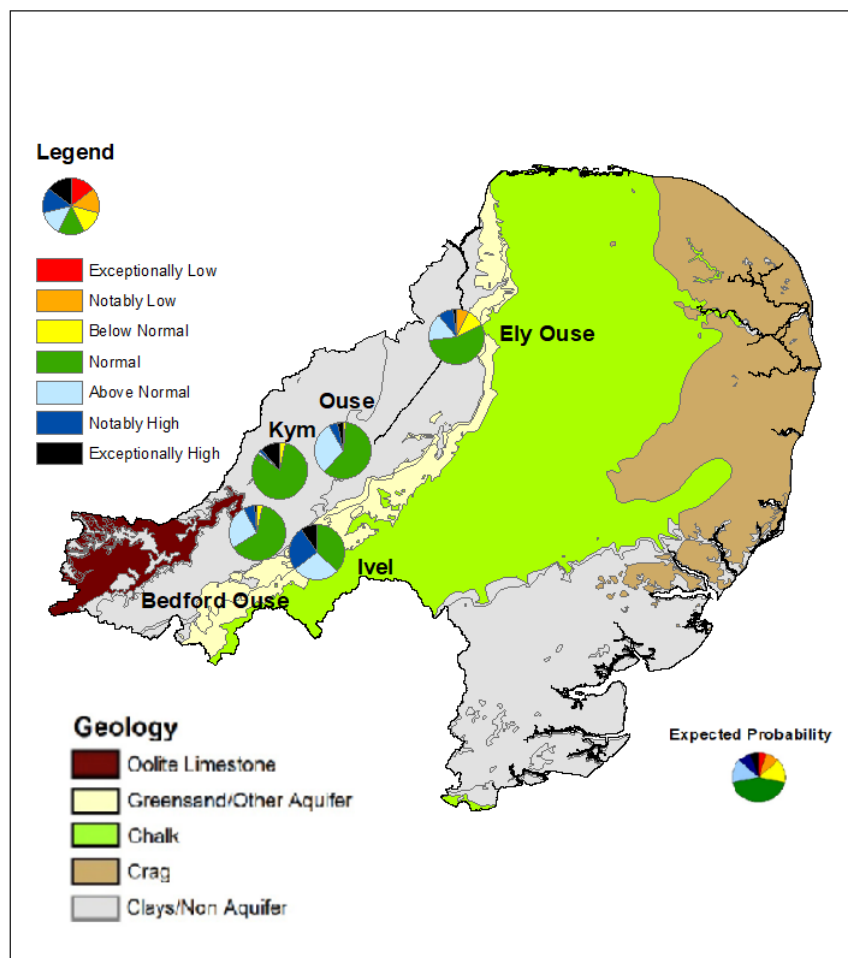 Legend
Exceptionally Low
Notably Low
Below Normal
Normal
Above Normal
Notably High
Exceptionally High
Ely Ouse
Ouse
Kym
Ivel
Bedford Ouse
Geology
Oolite Limestone
Greensand/Other Aquifer
Chalk
Crag
Clays/Non Aquifer
Expected Probability